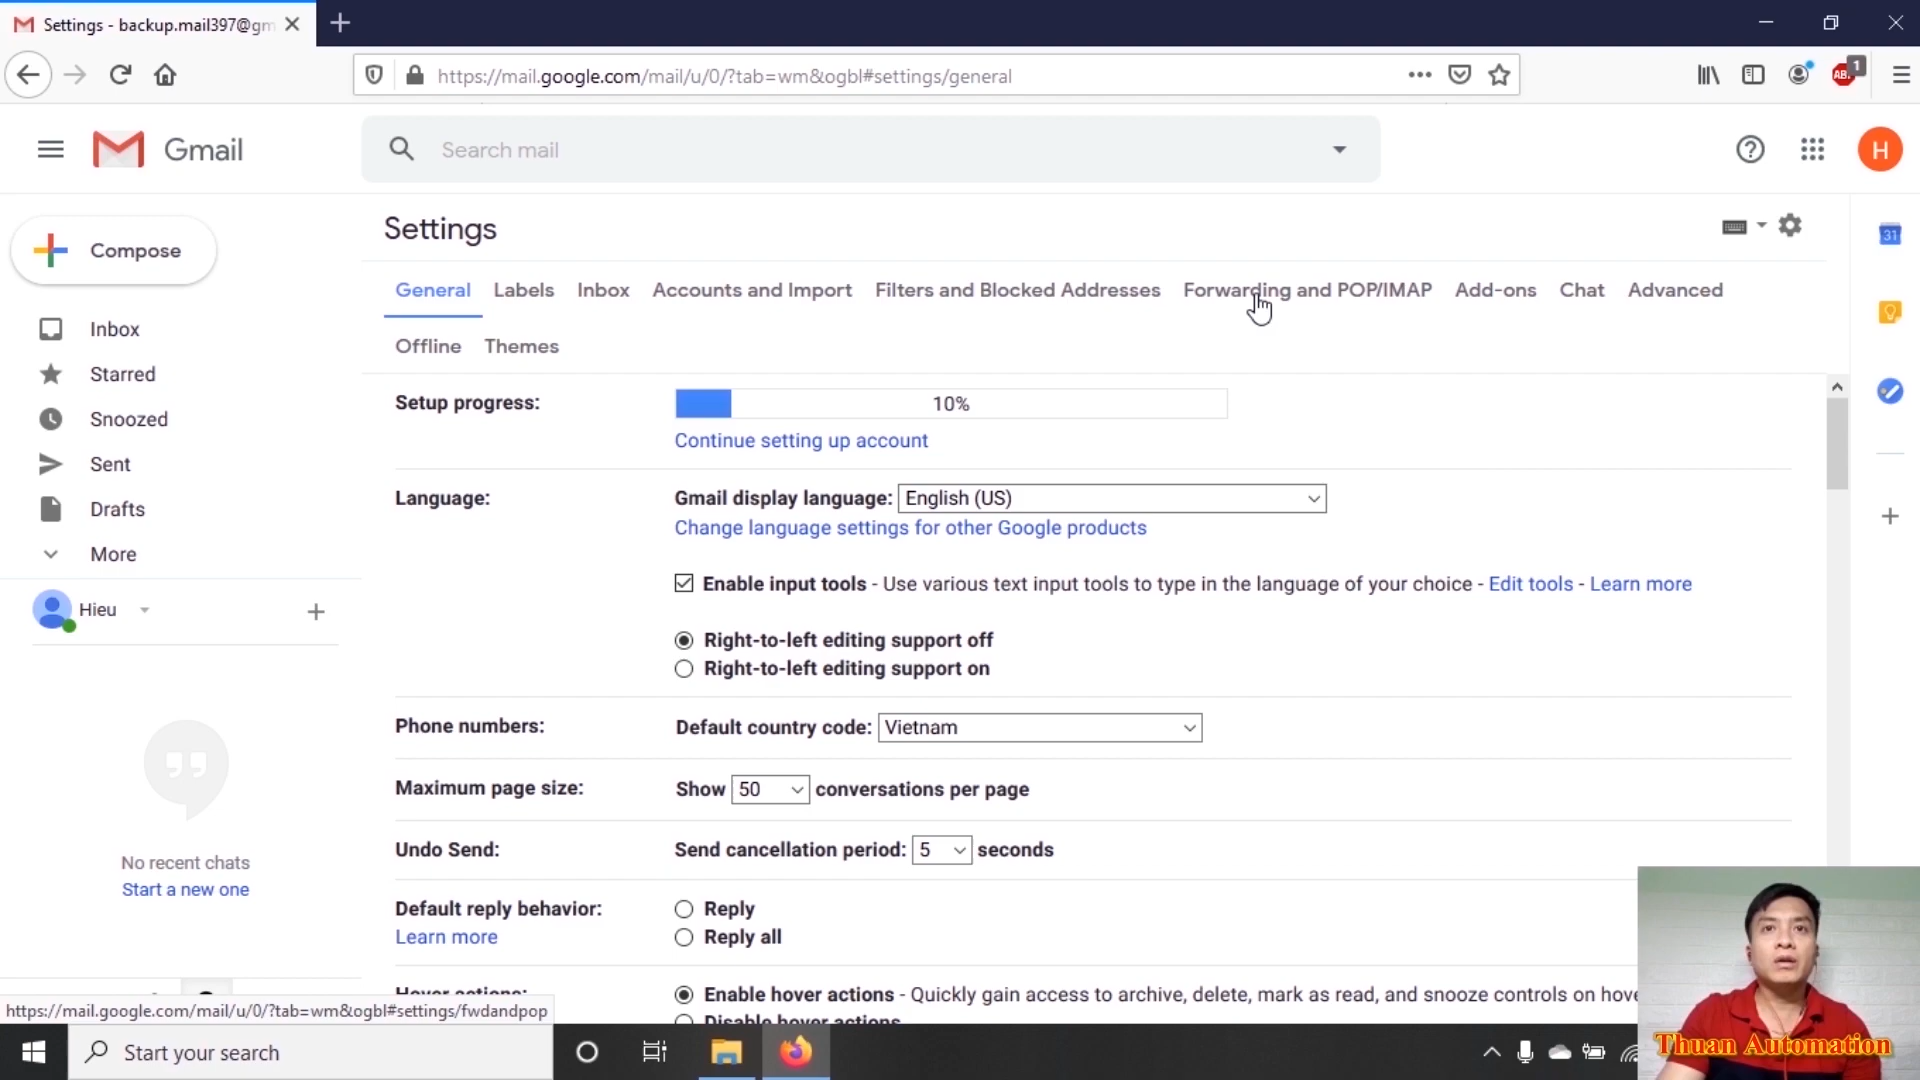 Settings - backup.mail397@gm
https://mail.google.com/mail/u/0/?tab=wm&ogbl#settings/general
ABP
1
Gmail
Search mail
H
Compose
Inbox
Starred
Snoozed
Sent
Drafts
More
Hieu
No recent chats
Start a new one
Settings
31
General Labels Inbox Accounts and Import Filters and Blocked Addresses Forwarding and POP/IMAP Add-ons Chat Advanced
Offline Themes
Setup progress: 10%
Continue setting up account
Language: Gmail display language: English (US)
Change language settings for other Google products
Enable input tools - Use various text input tools to type in the language of your choice - Edit tools - Learn more
Right-to-left editing support off
Right-to-left editing support on
Phone numbers: Default country code: Vietnam
Maximum page size: Show 50 conversations per page
Undo Send: Send cancellation period: 5 seconds
Default reply behavior: Reply
Learn more Reply all
Hover actions: Enable hover actions - Quickly gain access to archive, delete, mark as read, and snooze controls on hove
Disable hover actions
https://mail.google.com/mail/u/0/?tab=wm&ogbl#settings/fwdandpop
Start your search
Thuan Automation